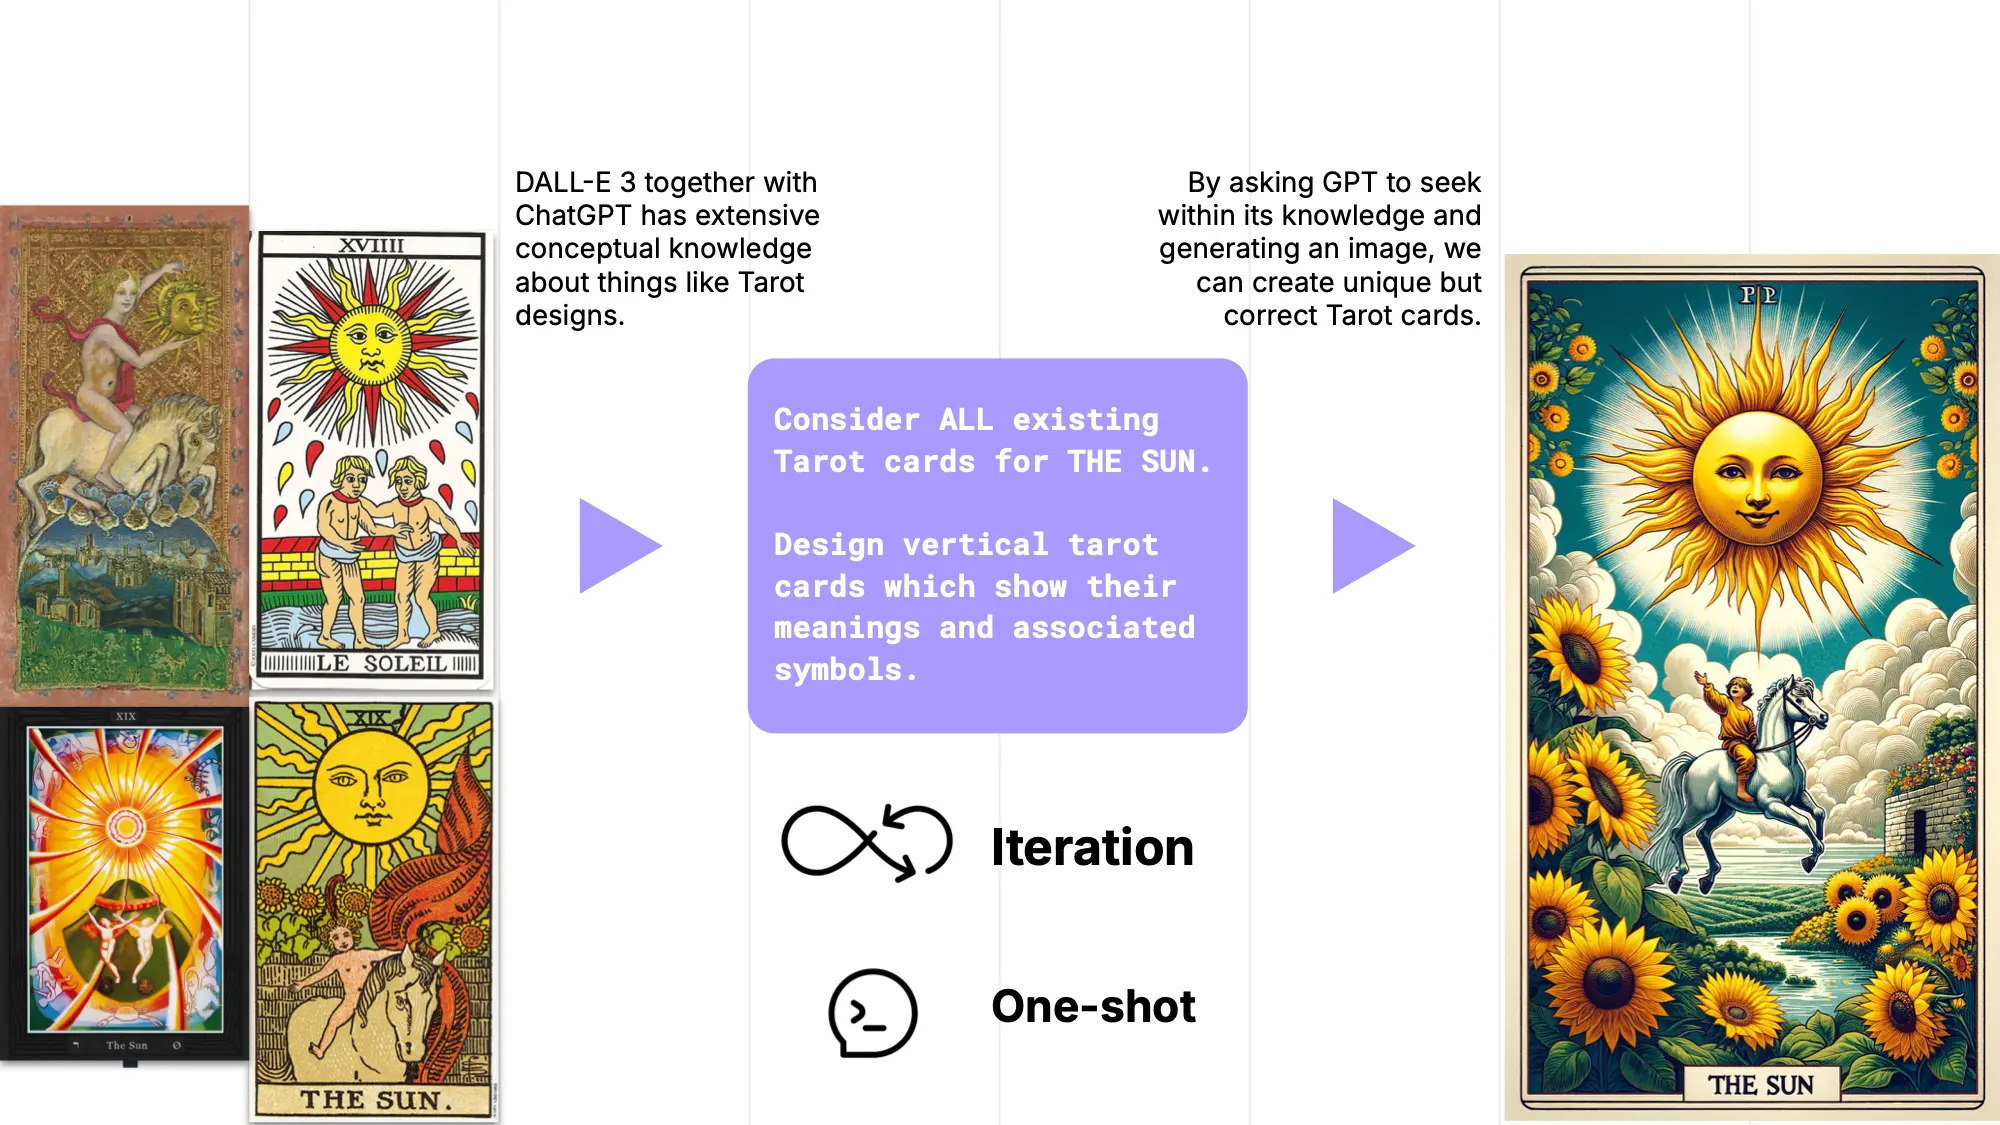 DALL-E 3 together with
ChatGPT has extensive
conceptual knowledge
about things like Tarot
designs.
By asking GPT to seek
within its knowledge and
generating an image, we
can create unique but
correct Tarot cards.
XVIIII
LE SOLEIL
XIX
The Sun
XIX
THE SUN.
Consider ALL existing
Tarot cards for THE SUN.
Design vertical tarot
cards which show their
meanings and associated
symbols.
Iteration
One-shot
PP
THE SUN